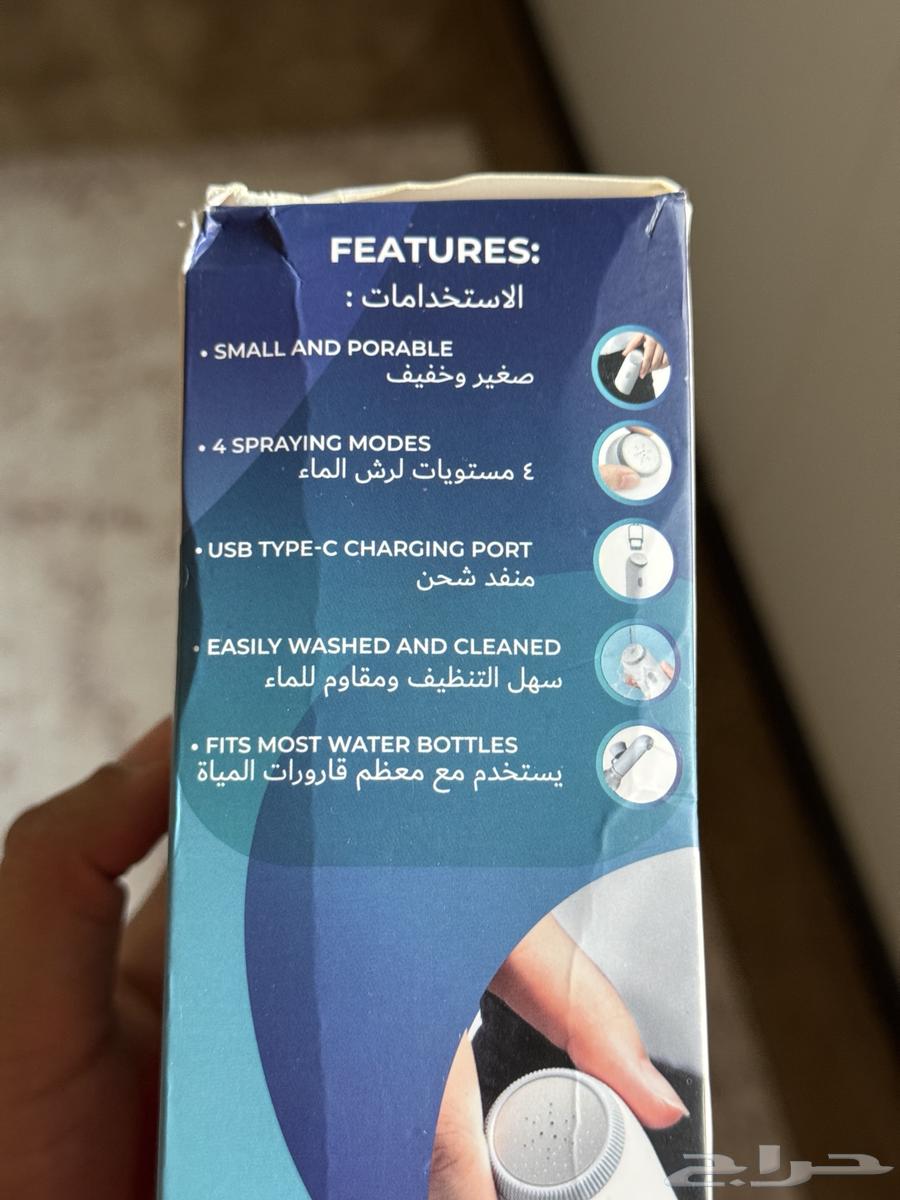 FEATURES:
الاستخدامات :
• SMALL AND PORABLE
صغير وخفيف
• 4 SPRAYING MODES
٤ مستويات لرش الماء
• USB TYPE-C CHARGING PORT
منفد شحن
• EASILY WASHED AND CLEANED
سهل التنظيف ومقاوم للماء
• FITS MOST WATER BOTTLES
يستخدم مع معظم قارورات المياة
حراج